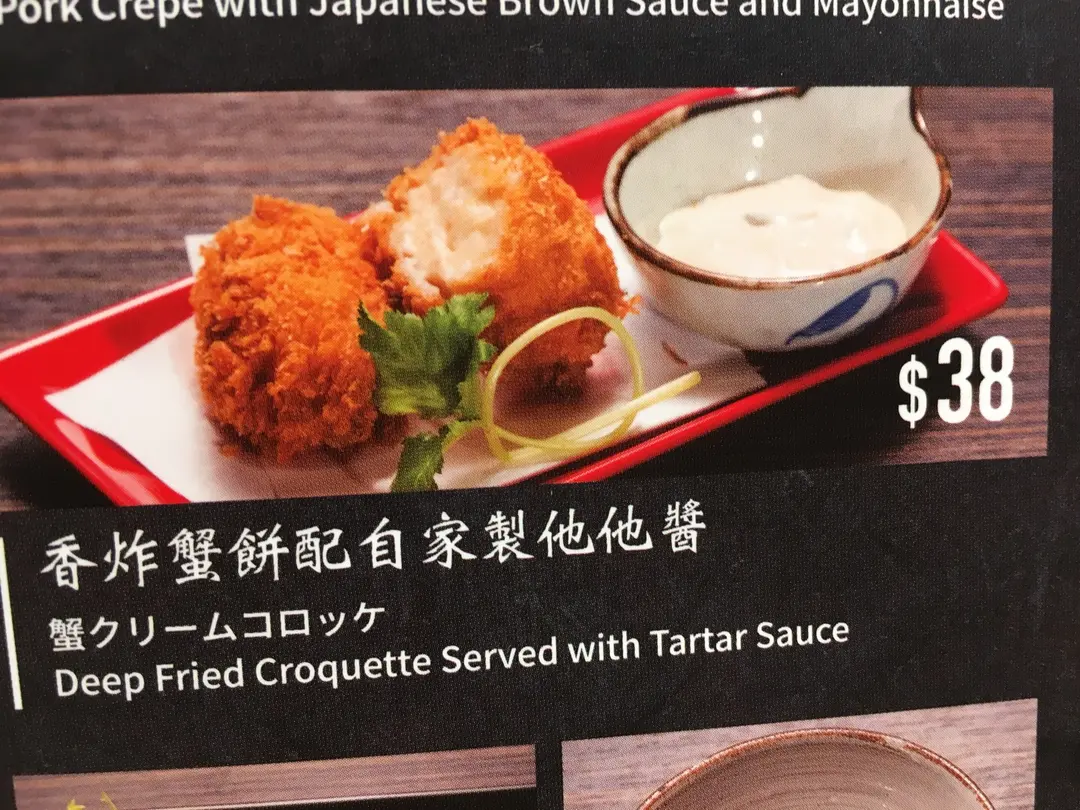 Pork Crepe with Japanese Brown Sauce and Mayonnaise
$38
香炸蟹餅配自家製他他醬
蟹クリームコロッケ
Deep Fried Croquette Served with Tartar Sauce